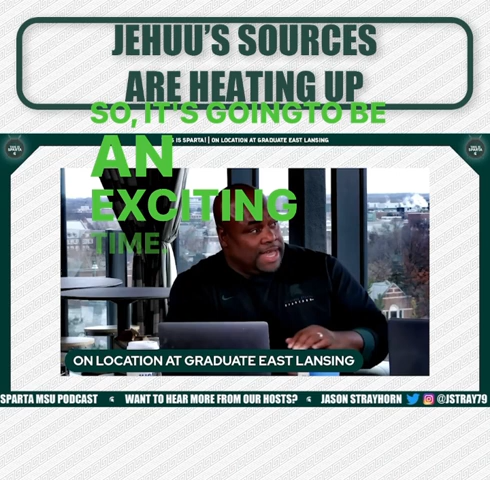 JEHUU'S SOURCES
ARE HEATING UP
SO, IT'S GOINGTO BE
IS SPARTA! | ON LOCATION AT GRADUATE EAST LANSING
AN
EXCITING
TIME.
ON LOCATION AT GRADUATE EAST LANSING
SPARTA MSU PODCAST WANT TO HEAR MORE FROM OUR HOSTS? JASON STRAYHORN @JSTRAY79